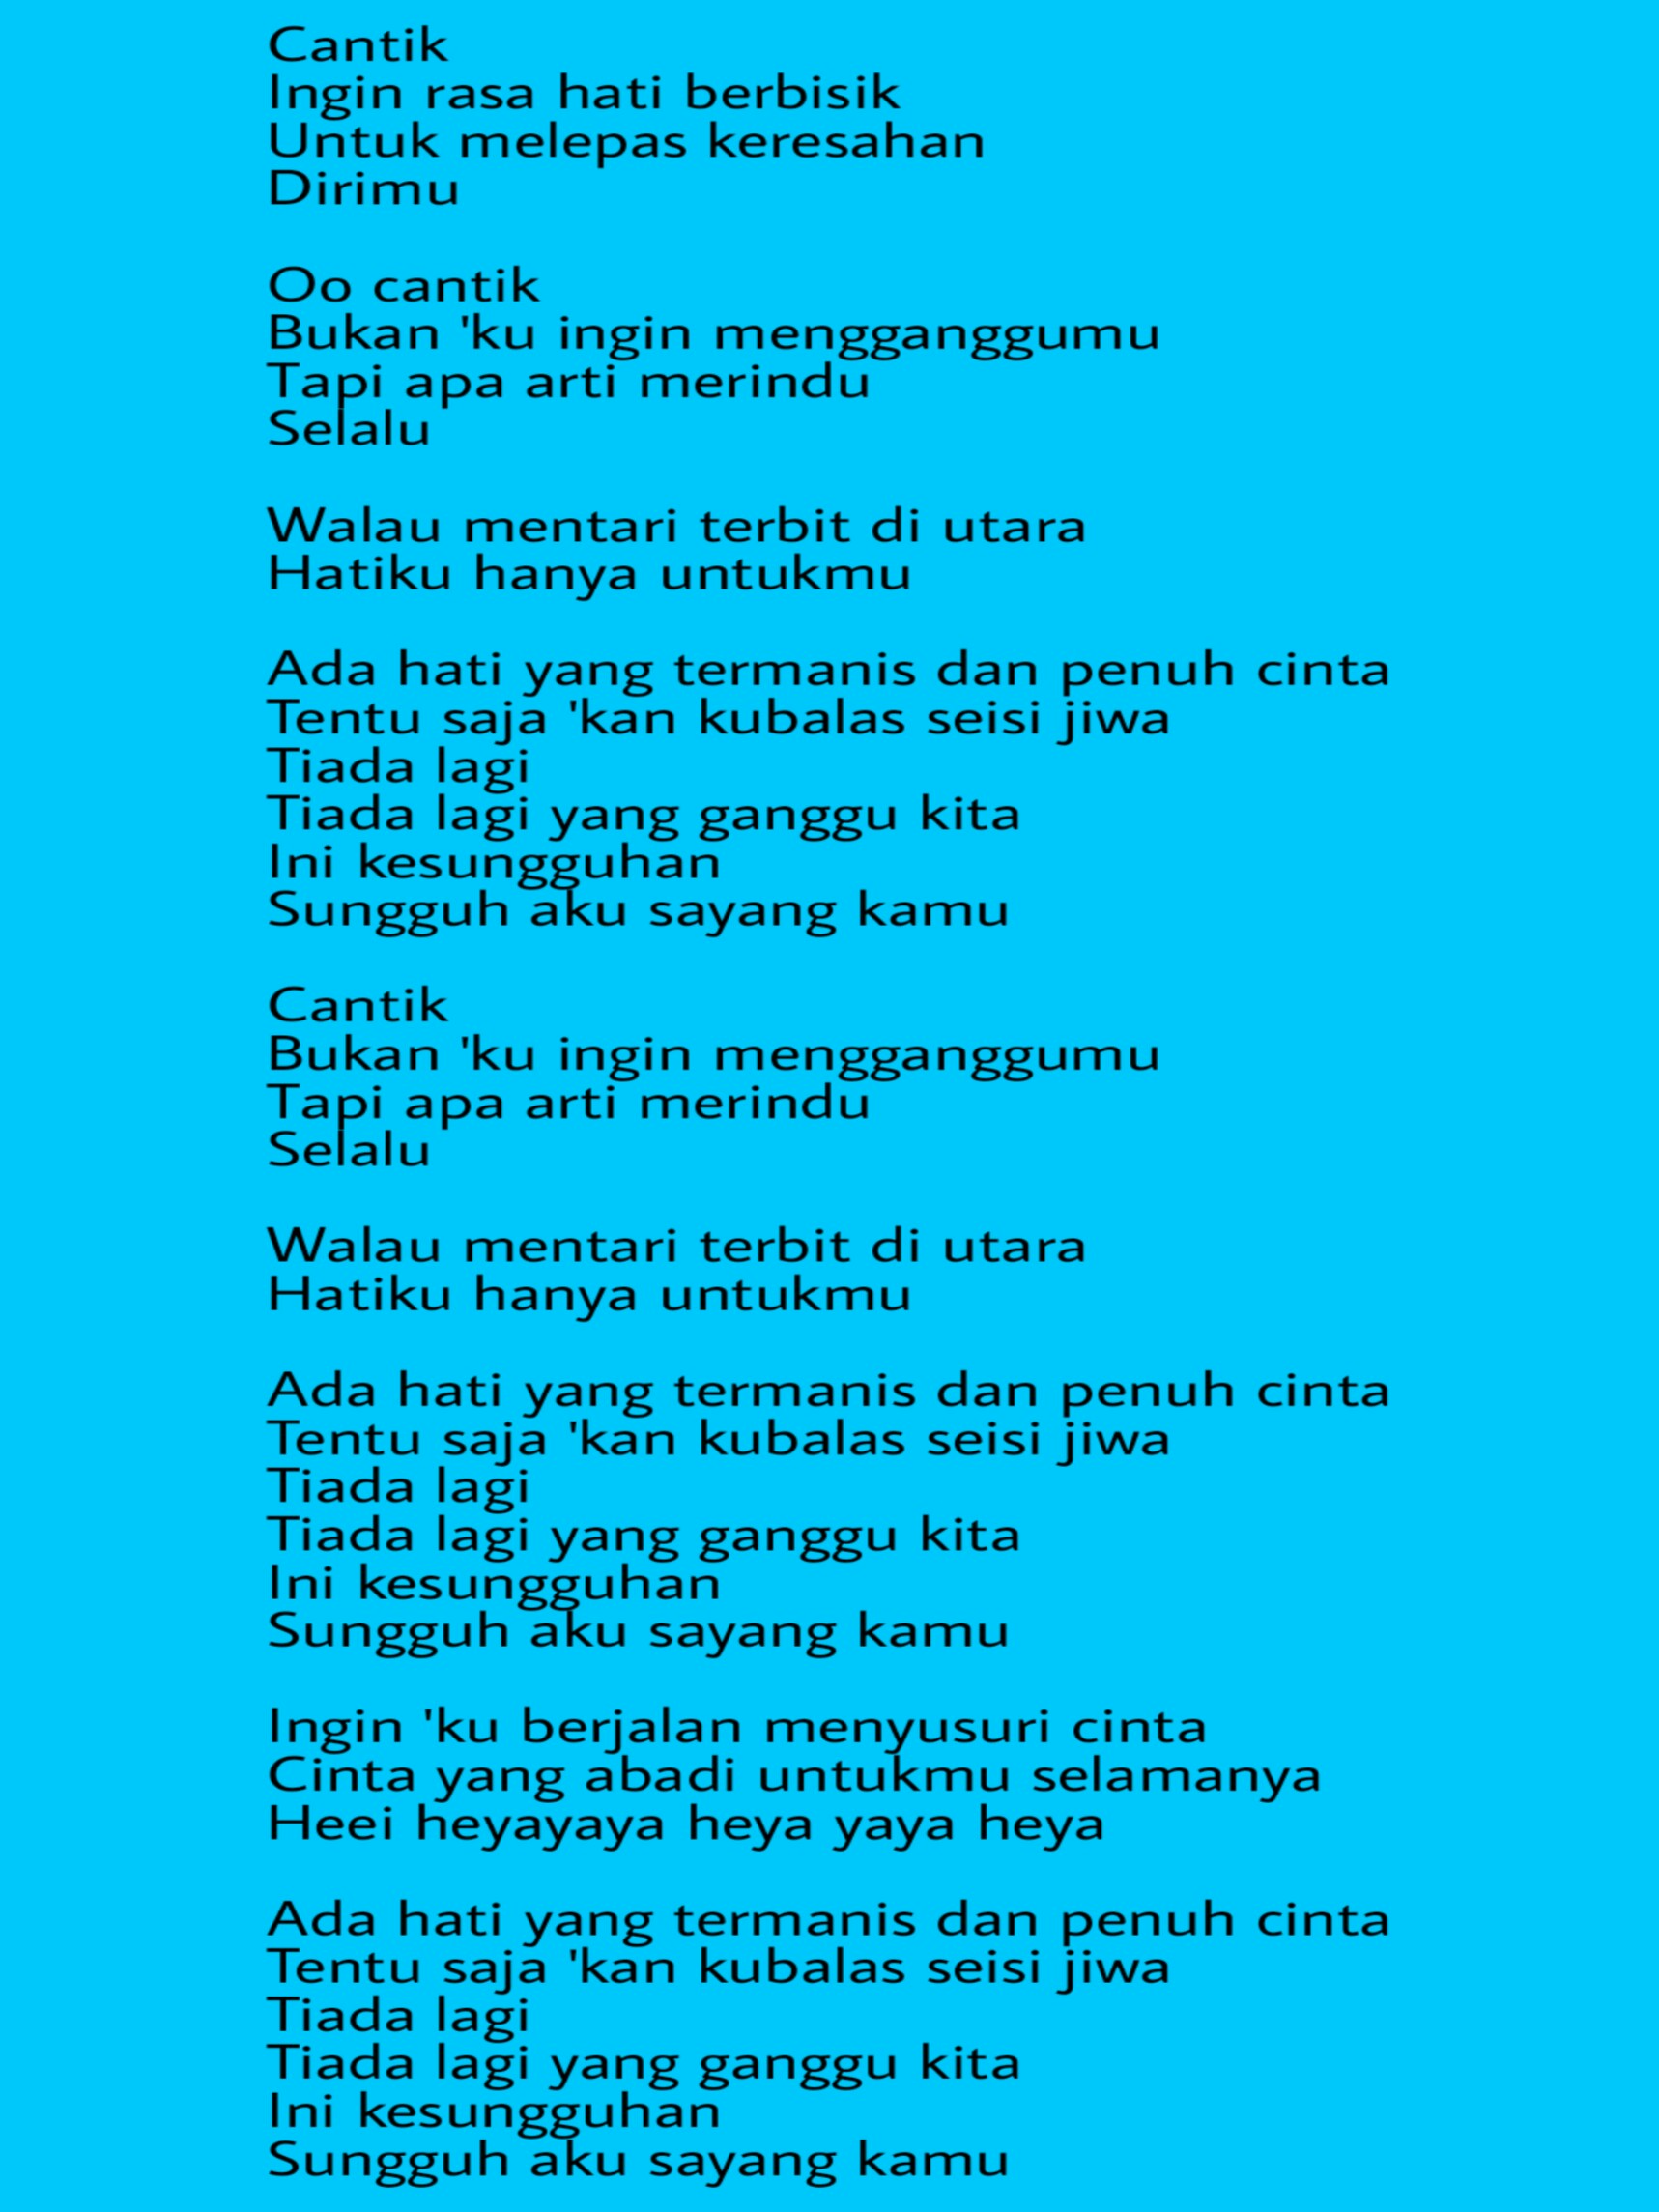 Cantik
Ingin rasa hati berbisik
Untuk melepas keresahan
Dirimu
Oo cantik
Bukan 'ku ingin mengganggumu
Tapi apa arti merindu
Selalu
Walau mentari terbit di utara
Hatiku hanya untukmu
Ada hati yang termanis dan penuh cinta
Tentu saja 'kan kubalas seisi jiwa
Tiada lagi
Tiada lagi yang ganggu kita
Ini kesungguhan
Sungguh aku sayang kamu
Cantik
Bukan 'ku ingin mengganggumu
Tapi apa arti merindu
Selalu
Walau mentari terbit di utara
Hatiku hanya untukmu
Ada hati yang termanis dan penuh cinta
Tentu saja 'kan kubalas seisi jiwa
Tiada lagi
Tiada lagi yang ganggu kita
Ini kesungguhan
Sungguh aku sayang kamu
Ingin 'ku berjalan menyusuri cinta
Cinta yang abadi untukmu selamanya
Heei heyayaya heya yaya heya
Ada hati yang termanis dan penuh cinta
Tentu saja 'kan kubalas seisi jiwa
Tiada lagi
Tiada lagi yang ganggu kita
Ini kesungguhan
Sungguh aku sayang kamu